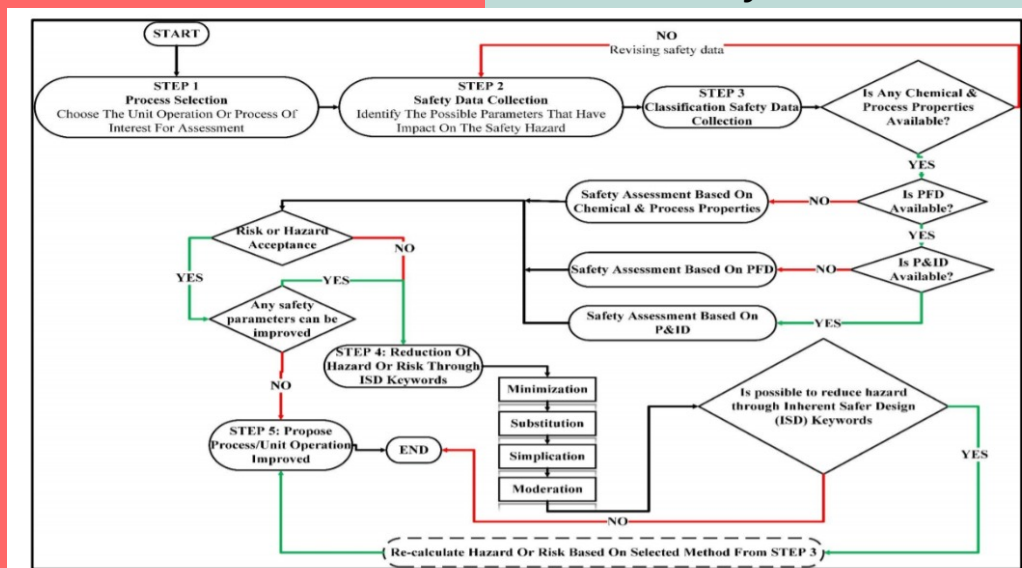 START
NO
Revising safety data
STEP 1
Process Selection
Choose The Unit Operation Or Process Of
Interest For Assessment
STEP 2
Safety Data Collection
Identify The Possible Parameters That Have
Impact On The Safety Hazard
STEP 3
Classification Safety Data
Collection
Is Any Chemical &
Process Properties
Available?
YES
Is PFD
Available?
NO
Safety Assessment Based On
Chemical & Process Properties
YES
Is P&ID
Available?
NO
Safety Assessment Based On PFD
YES
Safety Assessment Based On
P&ID
Risk or Hazard
Acceptance
NO
YES
YES
Any safety
parameters can be
improved
NO
STEP 4: Reduction Of
Hazard Or Risk Through
ISD Keywords
Minimization
Substitution
Simplication
Moderation
Is possible to reduce hazard
through Inherent Safer Design
(ISD) Keywords
YES
NO
STEP 5: Propose
Process/Unit Operation
Improved
END
Re-calculate Hazard Or Risk Based On Selected Method From STEP 3